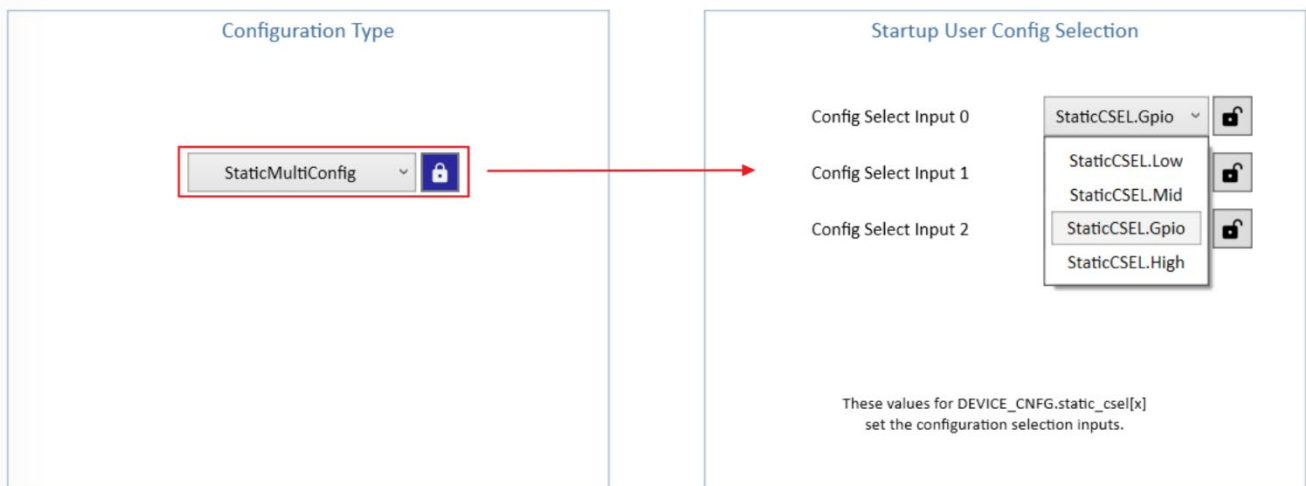 Configuration Type
StaticMultiConfig
Startup User Config Selection
Config Select Input 0
StaticCSEL.Gpio
StaticCSEL.Low
Config Select Input 1
StaticCSEL.Mid
Config Select Input 2
StaticCSEL.Gpio
StaticCSEL.High
These values for DEVICE_CNFG.static_csel[x]
set the configuration selection inputs.